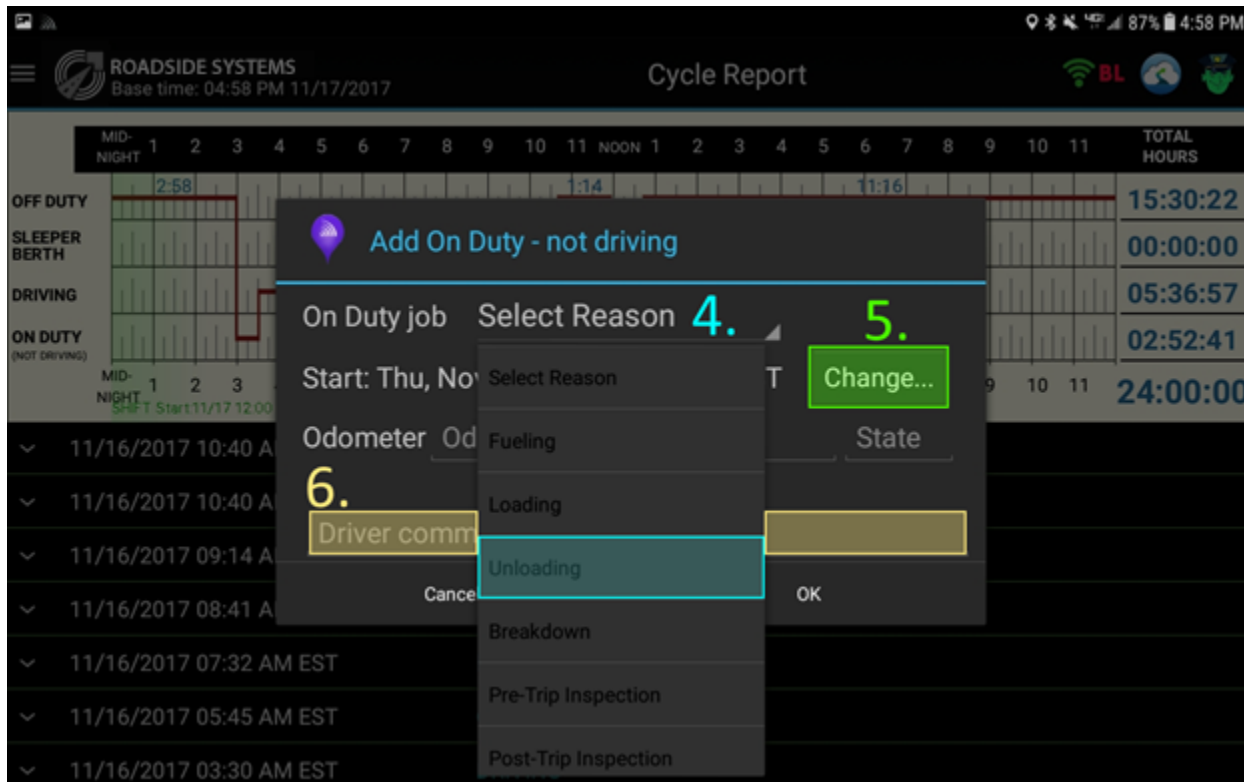 87% 4:58 PM
ROADSIDE SYSTEMS
Base time: 04:58 PM 11/17/2017
Cycle Report
BL
MID-NIGHT 1 2 3 4 5 6 7 8 9 10 11 NOON 1 2 3 4 5 6 7 8 9 10 11 TOTAL HOURS
2:58 1:14 11:16
OFF DUTY 15:30:22
SLEEPER BERTH 00:00:00
DRIVING 05:36:57
ON DUTY (NOT DRIVING) 02:52:41
MID-NIGHT 1 2 3 9 10 11 24:00:00
SHIFT Start:11/17 12:00
Add On Duty - not driving
On Duty job Select Reason 4. 5.
Start: Thu, Nov T Change...
Odometer Od State
6.
Driver comm
Cance OK
Select Reason
Fueling
Loading
Unloading
Breakdown
Pre-Trip Inspection
Post-Trip Inspection
11/16/2017 10:40 A
11/16/2017 10:40 A
11/16/2017 09:14 A
11/16/2017 08:41 A
11/16/2017 07:32 AM EST
11/16/2017 05:45 AM EST
11/16/2017 03:30 AM EST